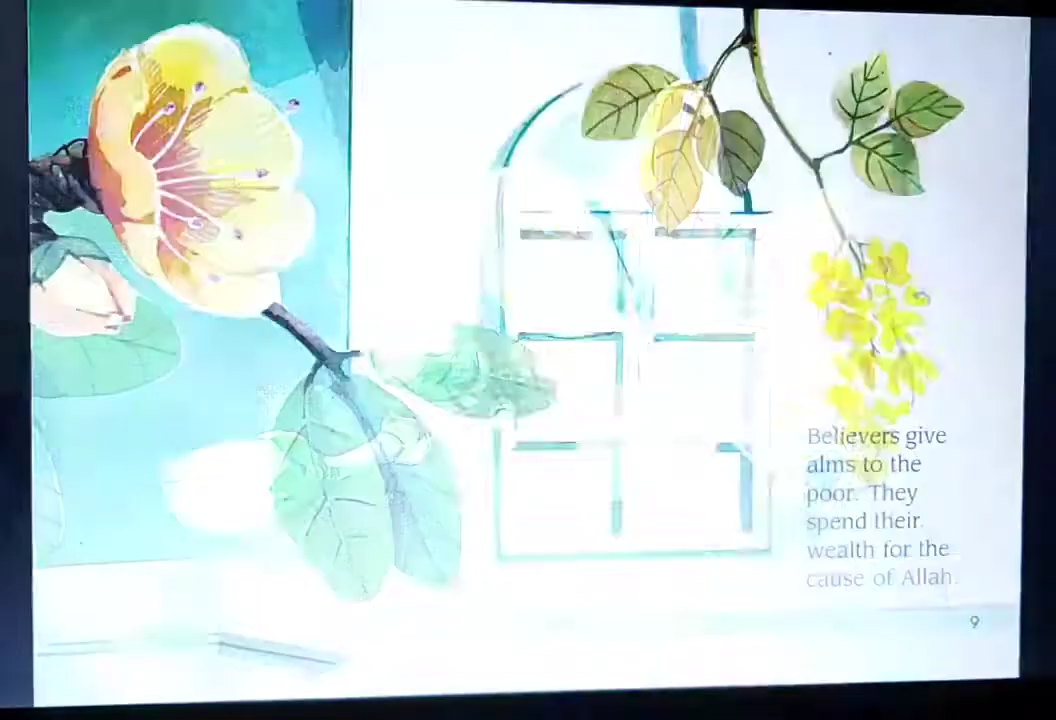 Believers give
alms to the
poor. They
spend their
wealth for the
cause of Allah.
9